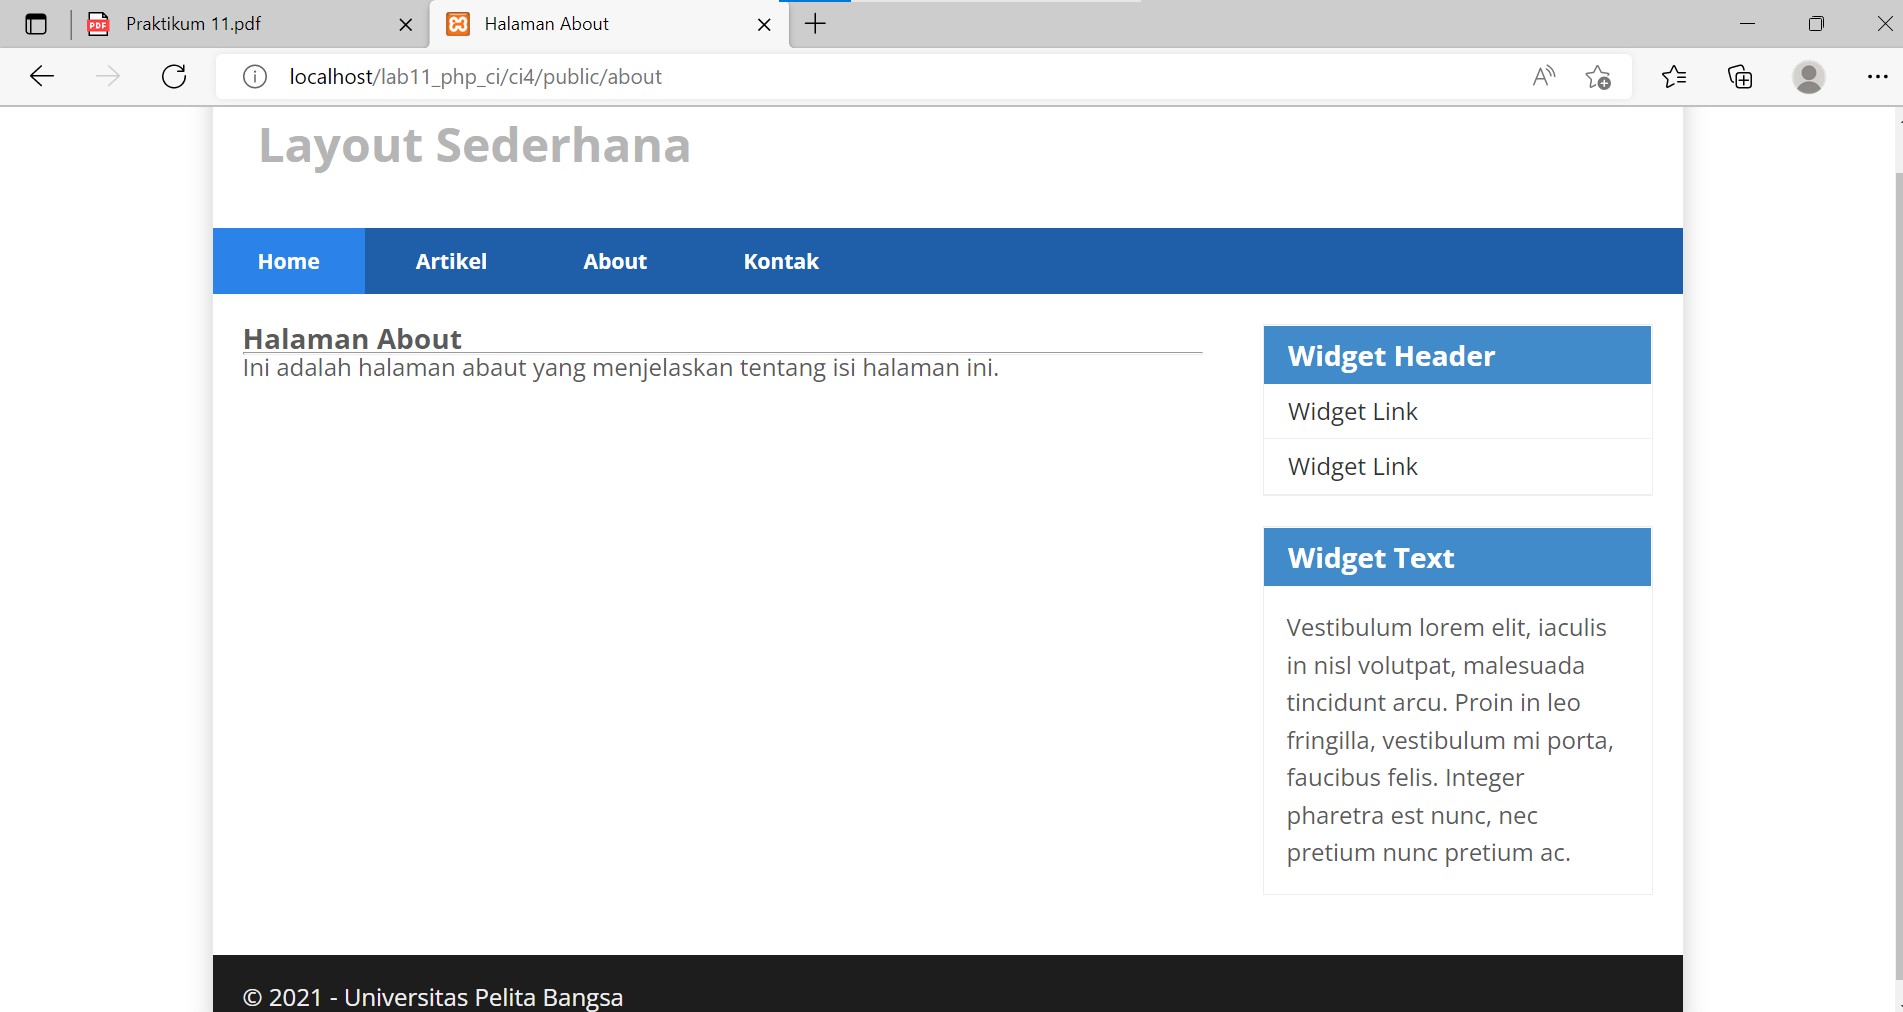 Praktikum 11.pdf
Halaman About
localhost/lab11_php_ci/ci4/public/about
Layout Sederhana
Home Artikel About Kontak
Halaman About
Ini adalah halaman abaut yang menjelaskan tentang isi halaman ini.
Widget Header
Widget Link
Widget Link
Widget Text
Vestibulum lorem elit, iaculis
in nisl volutpat, malesuada
tincidunt arcu. Proin in leo
fringilla, vestibulum mi porta,
faucibus felis. Integer
pharetra est nunc, nec
pretium nunc pretium ac.
© 2021 - Universitas Pelita Bangsa